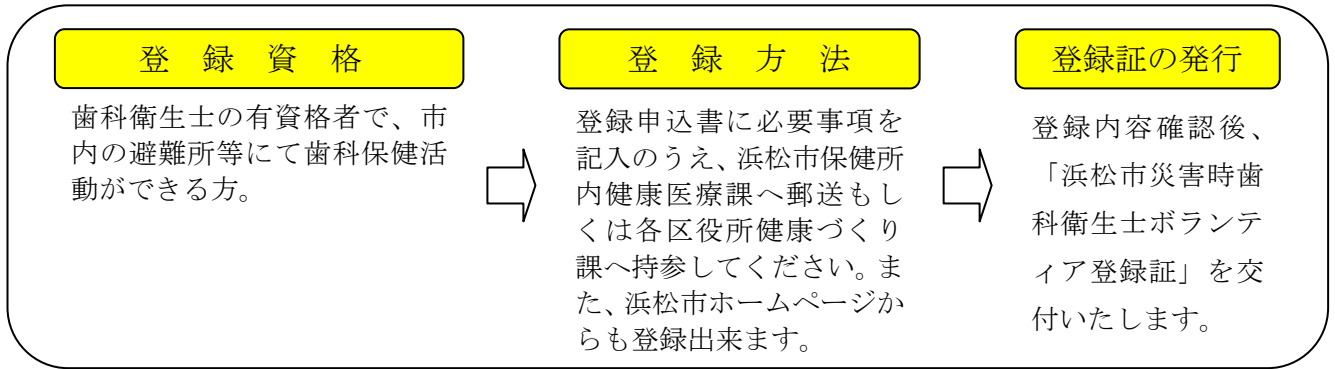 登 録 資 格
歯科衛生士の有資格者で、市
内の避難所等にて歯科保健活
動ができる方。
登 録 方 法
登録申込書に必要事項を
記入のうえ、浜松市保健所
内健康医療課へ郵送もし
くは各区役所健康づくり
課へ持参してください。ま
た、浜松市ホームページか
らも登録出来ます。
登録証の発行
登録内容確認後、
「浜松市災害時歯
科衛生士ボランテ
ィア登録証」を交
付いたします。